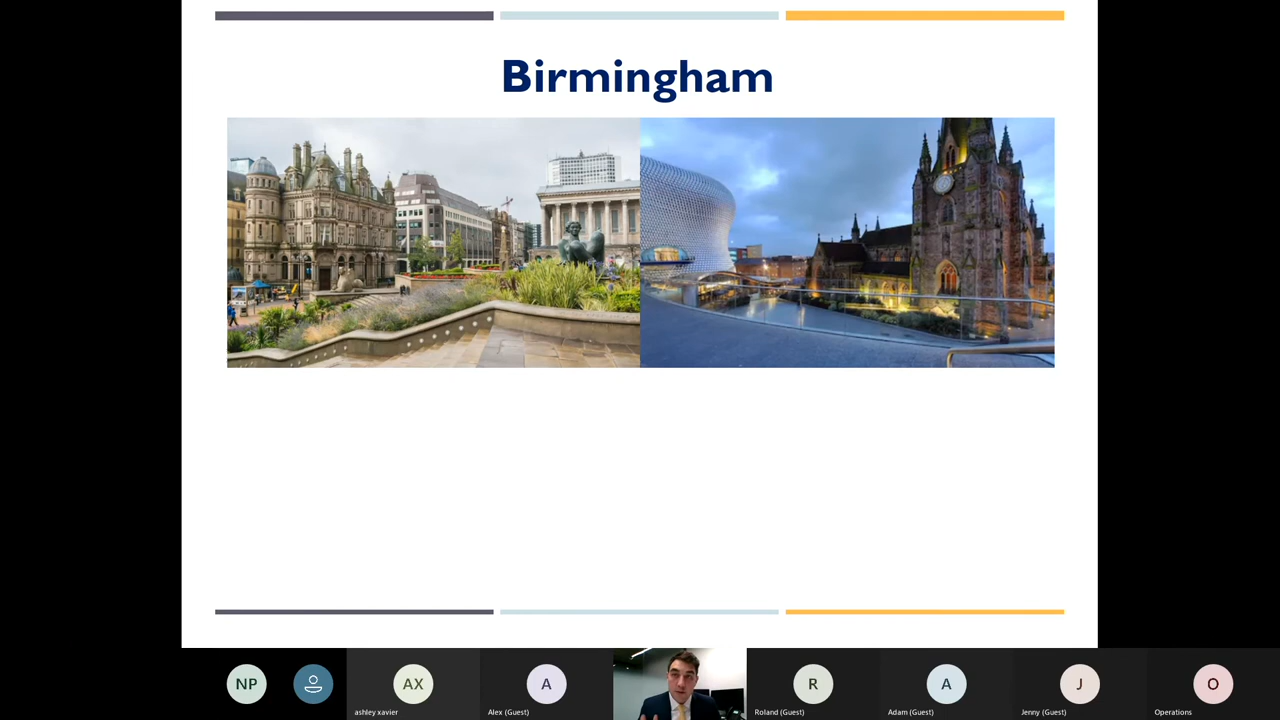 Birmingham
NP
AX
A
R
A
J
O
ashley xavier
Alex (Guest)
Roland (Guest)
Adam (Guest)
Jenny (Guest)
Operations